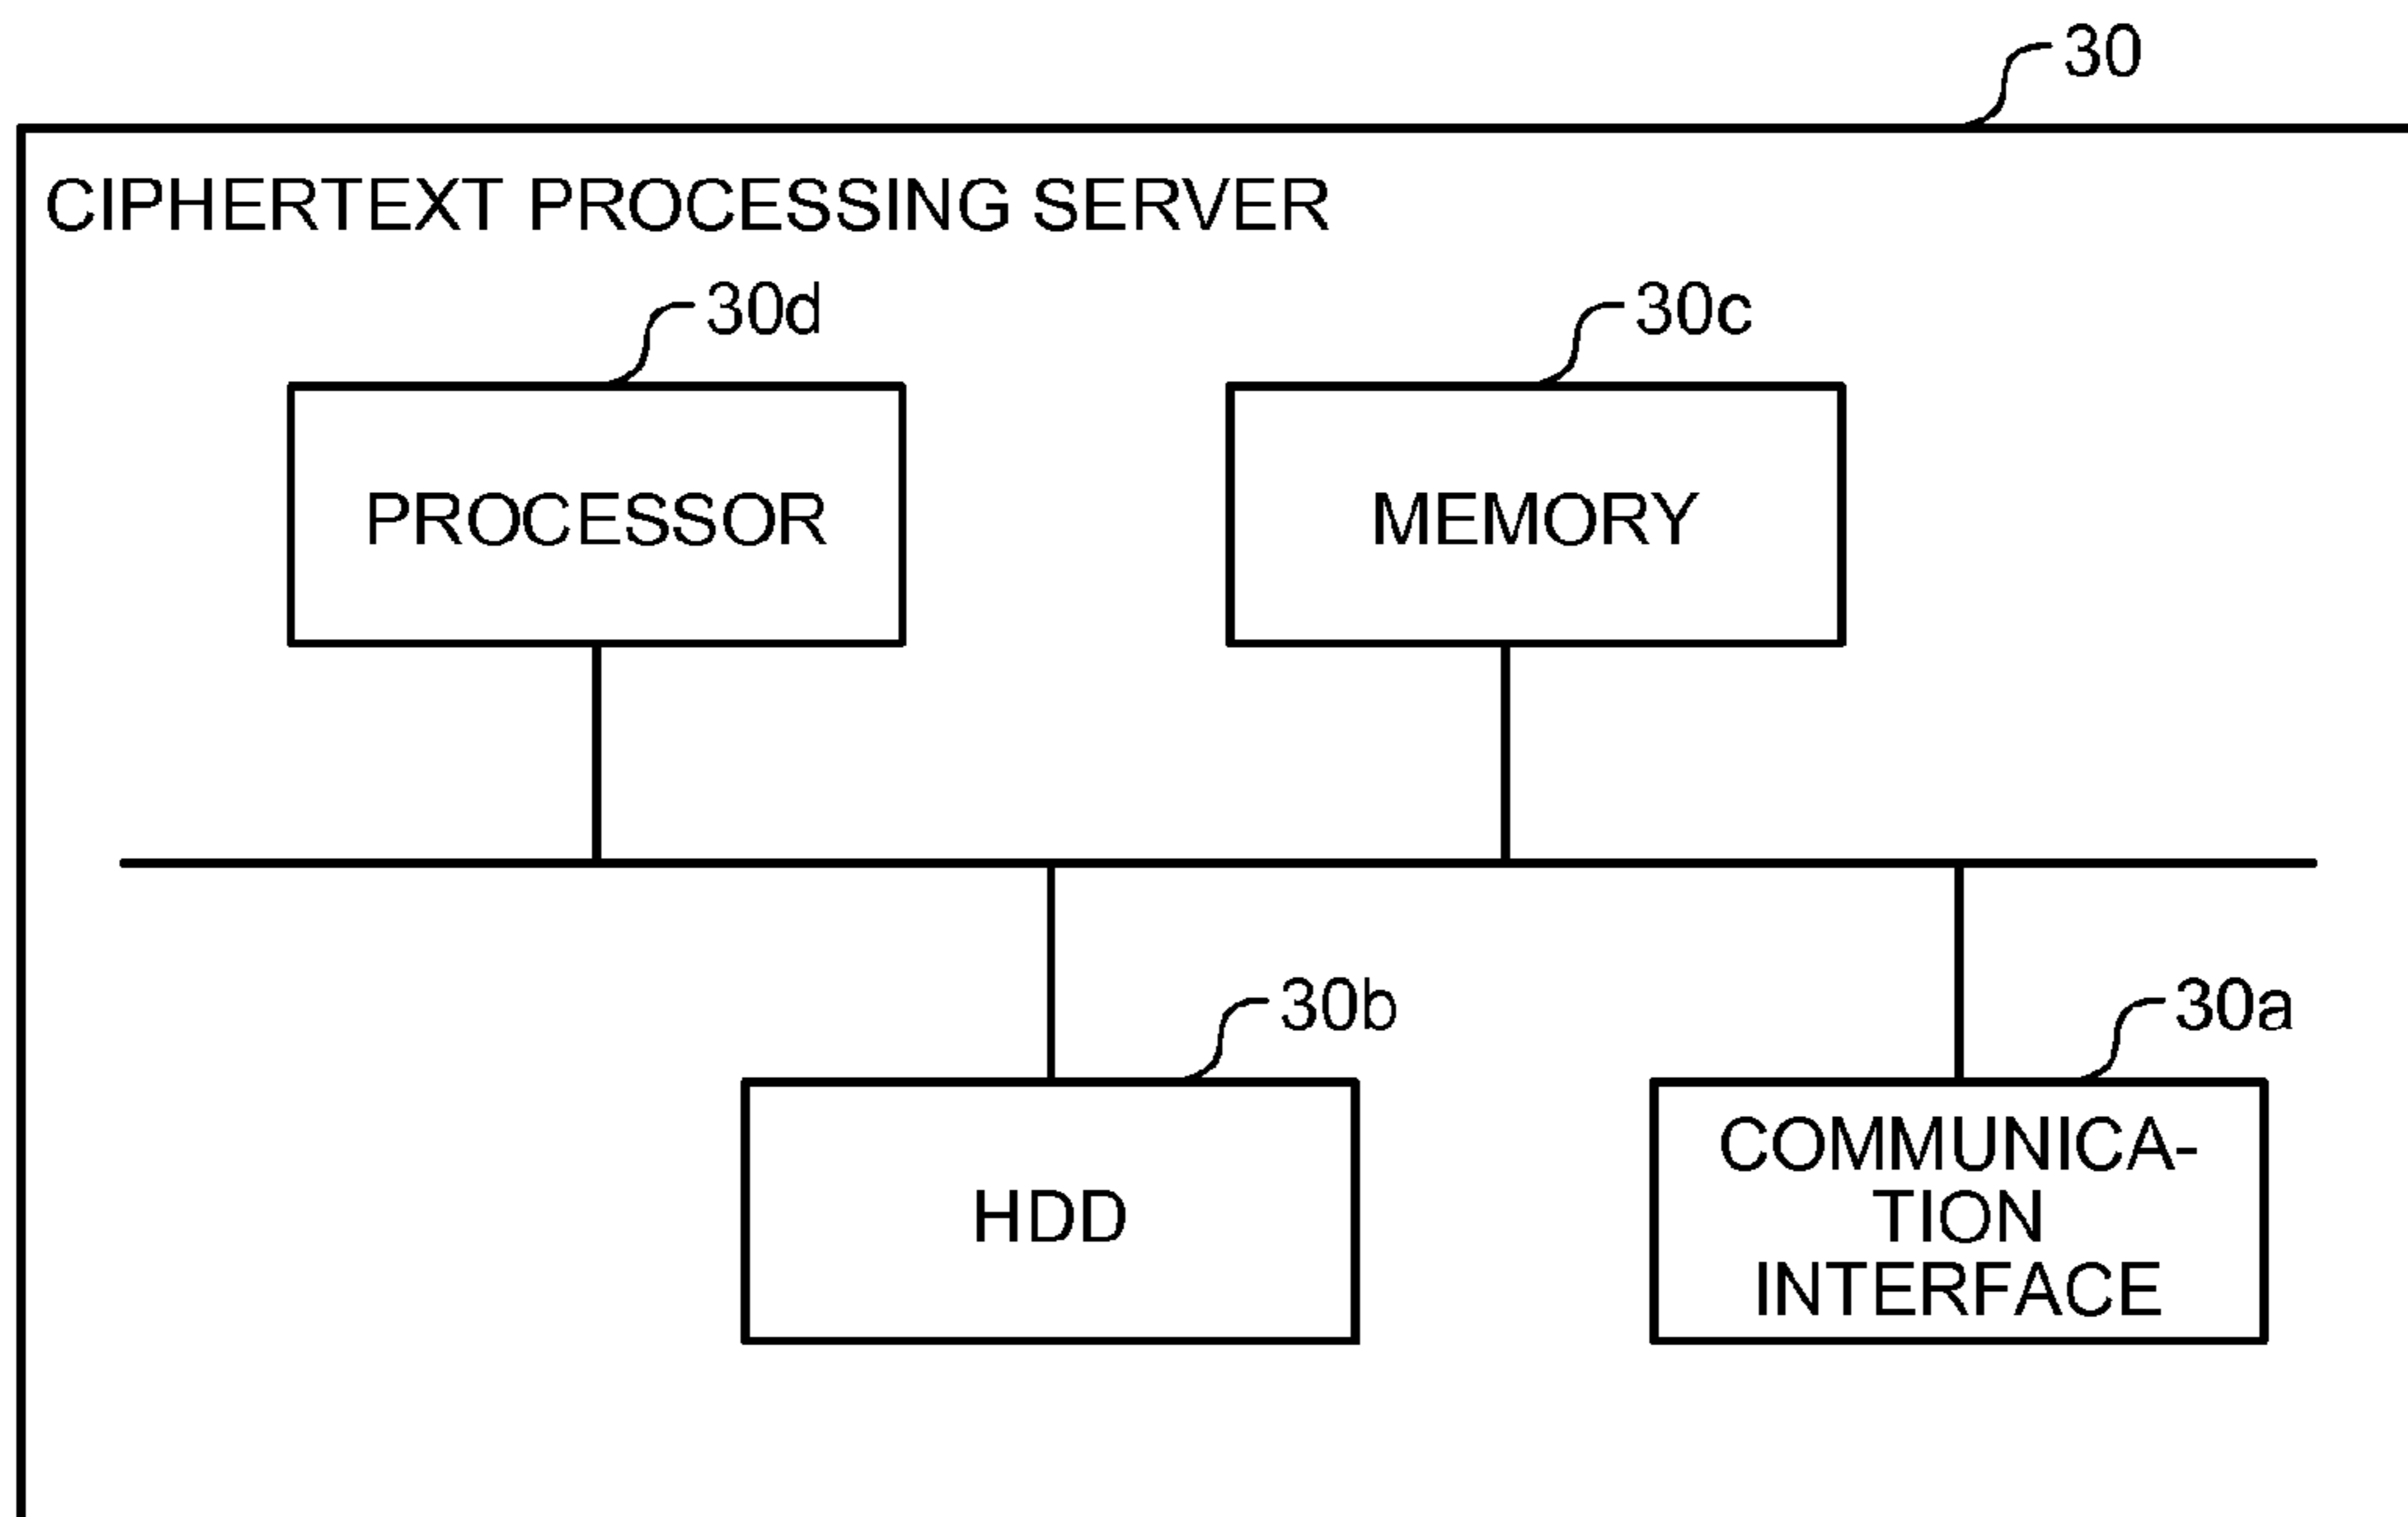 30
CIPHERTEXT PROCESSING SERVER
30d
30c
PROCESSOR
MEMORY
30b
30a
HDD
COMMUNICA-
TION
INTERFACE